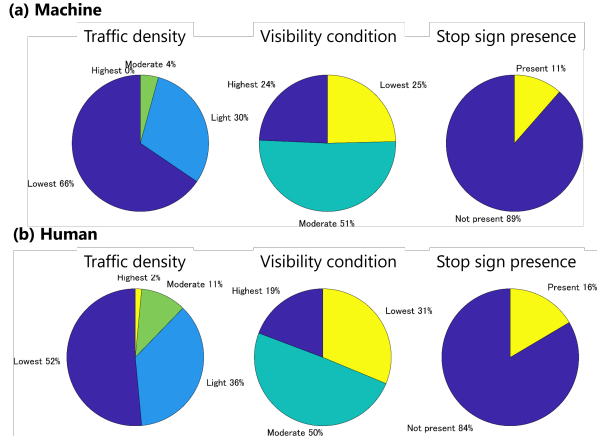 (a) Machine
Traffic density
Visibility condition
Stop sign presence
Highest 0%
Moderate 4%
Light 30%
Lowest 66%
Highest 24%
Lowest 25%
Moderate 51%
Present 11%
Not present 89%
(b) Human
Traffic density
Visibility condition
Stop sign presence
Highest 2%
Moderate 11%
Lowest 52%
Light 36%
Highest 19%
Lowest 31%
Moderate 50%
Present 16%
Not present 84%